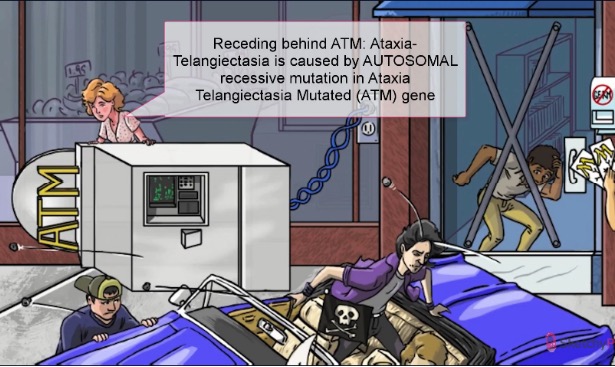 Receding behind ATM: Ataxia-
Telangiectasia is caused by AUTOSOMAL
recessive mutation in Ataxia
Telangiectasia Mutated (ATM) gene
ATM